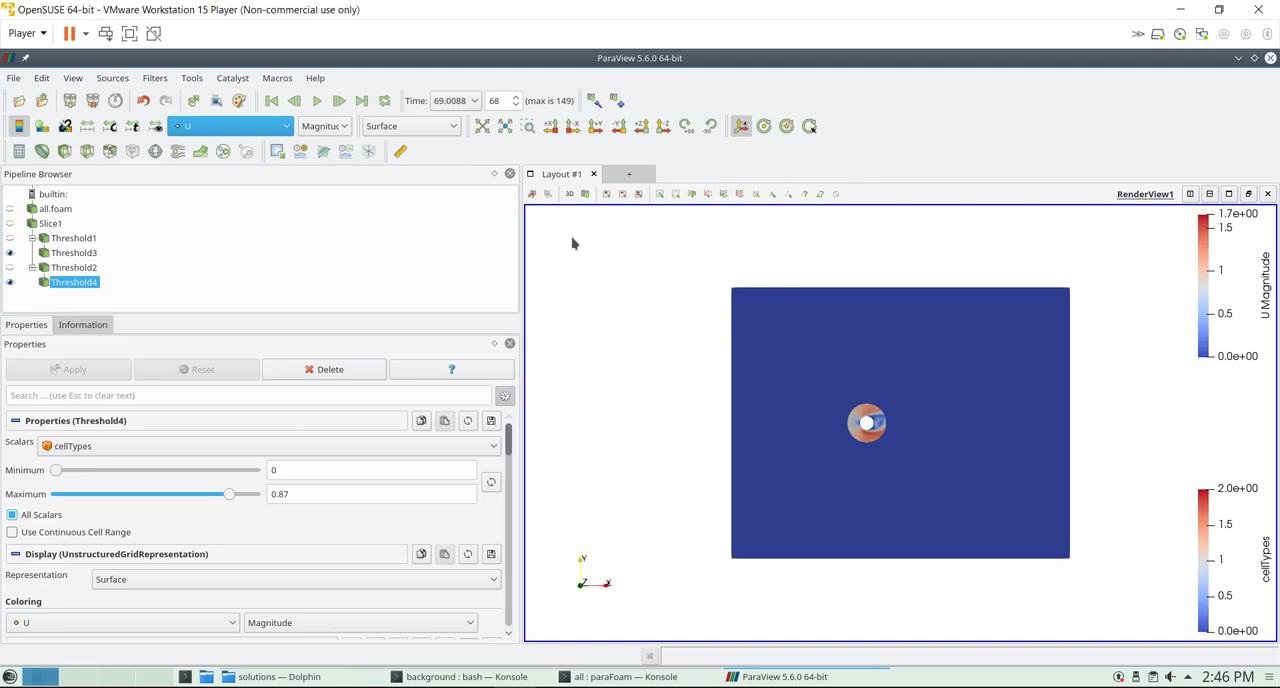 OpenSUSE 64-bit - VMware Workstation 15 Player (Non-commercial use only)
Player
ParaView 5.6.0 64-bit
File Edit View Sources Filters Tools Catalyst Macros Help
Time: 69.0088 68 (max is 149)
U Magnituc Surface
Pipeline Browser
Layout #1
+
builtin:
3D
RenderView1
all.foam
Slice1
Threshold1
Threshold3
Threshold2
Threshold4
1.7e+00
1.5
1
0.5
0.0e+00
U Magnitude
Properties Information
Properties
Apply Reset Delete ?
Search ... (use Esc to clear text)
Properties (Threshold4)
Scalars cellTypes
Minimum 0
Maximum 0.87
All Scalars
Use Continuous Cell Range
Display (UnstructuredGridRepresentation)
Representation Surface
Coloring
U Magnitude
2.0e+00
1.5
1
0.5
0.0e+00
cellTypes
Y
Z X
solutions — Dolphin
background : bash — Konsole
all : paraFoam — Konsole
ParaView 5.6.0 64-bit
2:46 PM